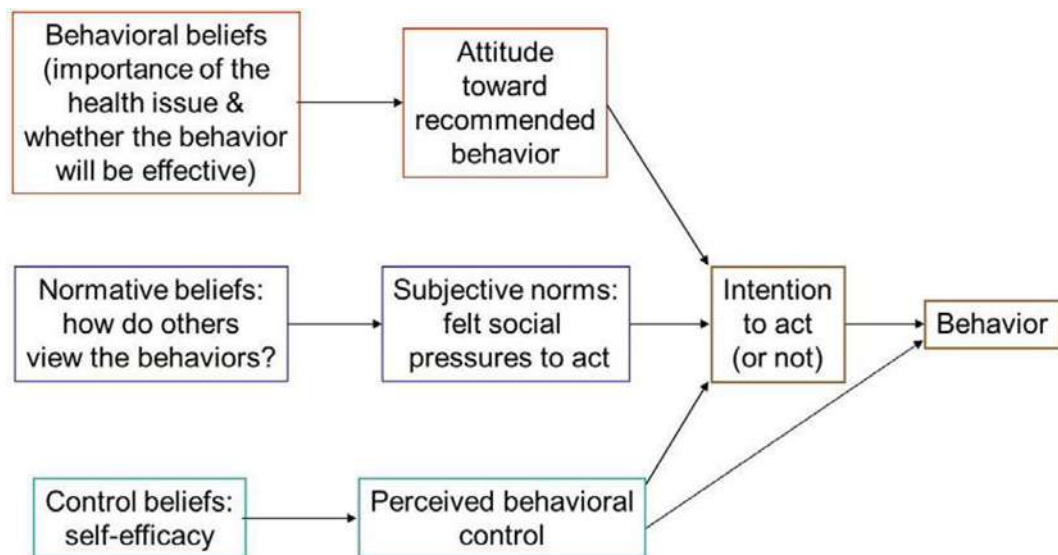 Behavioral beliefs
(importance of the
health issue &
whether the behavior
will be effective)
Attitude
toward
recommended
behavior
Normative beliefs:
how do others
view the behaviors?
Subjective norms:
felt social
pressures to act
Intention
to act
(or not)
Behavior
Control beliefs:
self-efficacy
Perceived behavioral
control